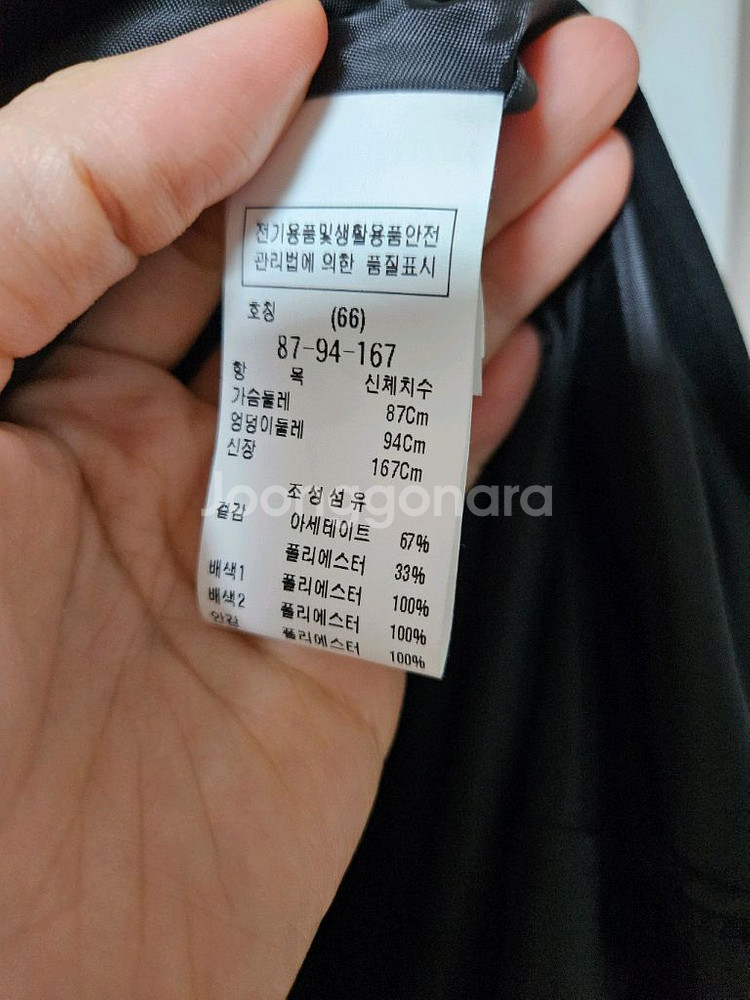 전기용품및생활용품안전
관리법에 의한 품질표시
호칭 (66)
87-94-167
항 목 신체치수
가슴둘레 87Cm
엉덩이둘레 94Cm
신장 167Cm
조성섬유
겉감 아세테이트 67%
폴리에스터 33%
배색1 폴리에스터 100%
배색2 폴리에스터 100%
안감 폴리에스터 100%
Joongonara